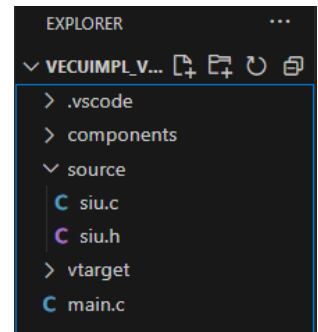 EXPLORER ...
VECUIMPL_V...
.vscode
components
source
C siu.c
C siu.h
vtarget
C main.c